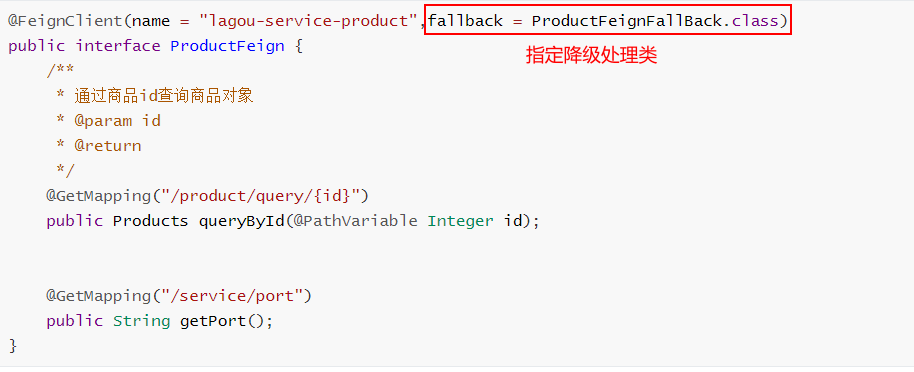 @FeignClient(name = "lagou-service-product",fallback = ProductFeignFallBack.class)
指定降级处理类
public interface ProductFeign {
/**
* 通过商品id查询商品对象
* @param id
* @return
*/
@GetMapping("/product/query/{id}")
public Products queryById(@PathVariable Integer id);
@GetMapping("/service/port")
public String getPort();
}